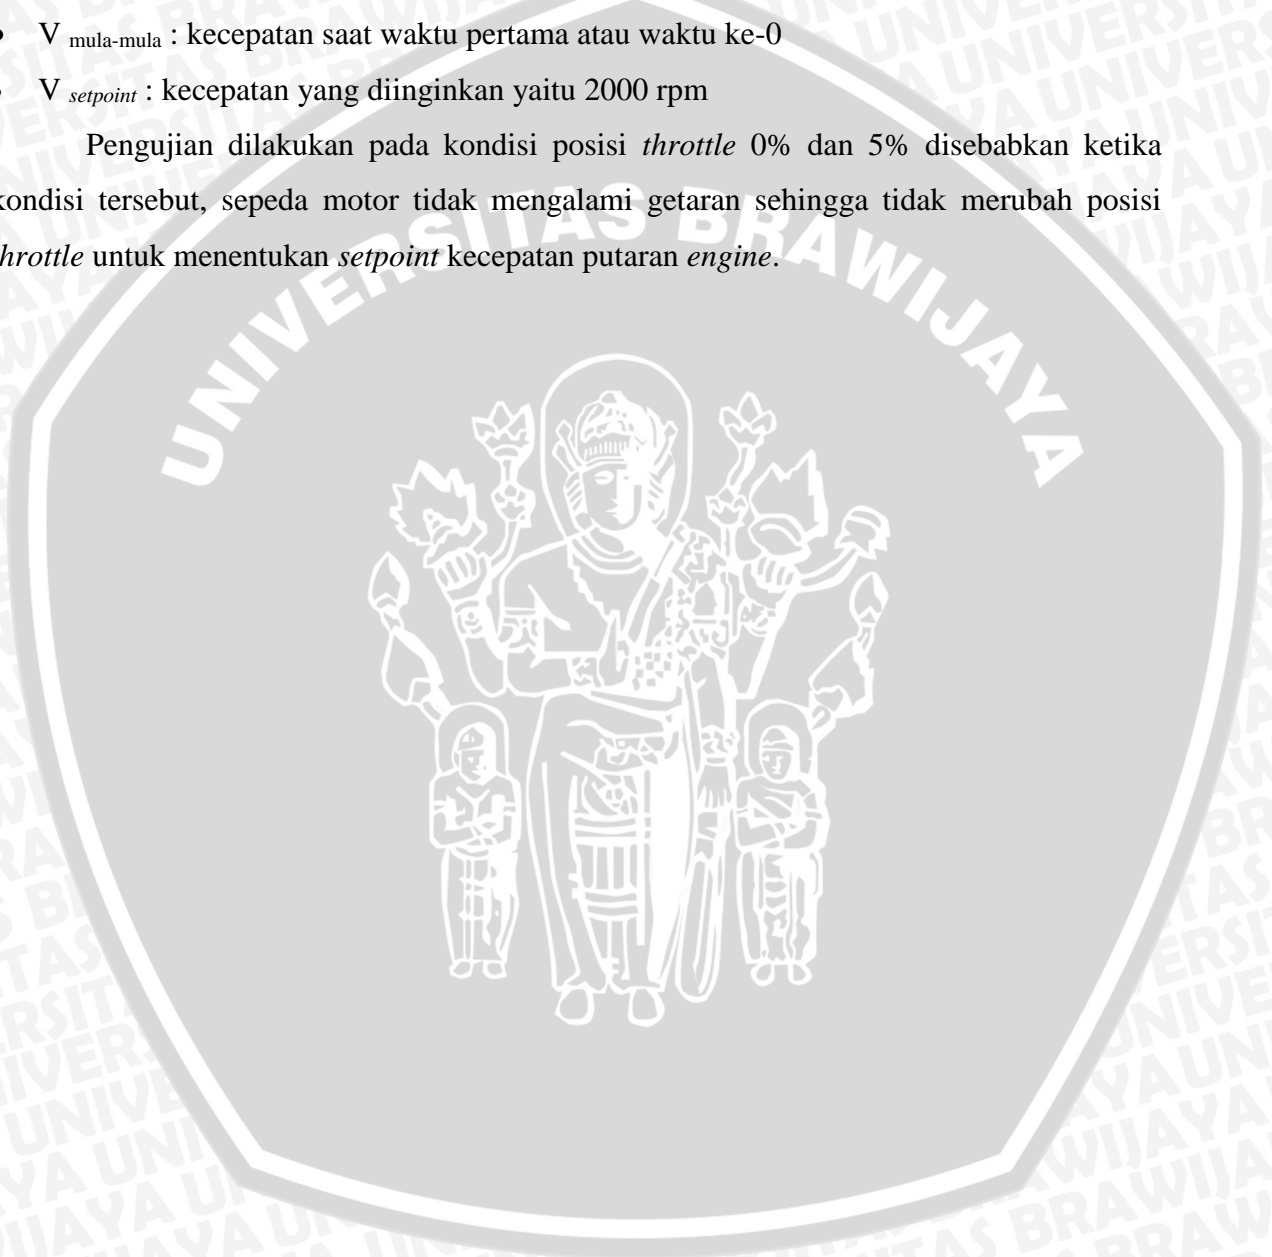 • V mula-mula : kecepatan saat waktu pertama atau waktu ke-0
• V setpoint : kecepatan yang diinginkan yaitu 2000 rpm
Pengujian dilakukan pada kondisi posisi throttle 0% dan 5% disebabkan ketika
kondisi tersebut, sepeda motor tidak mengalami getaran sehingga tidak merubah posisi
throttle untuk menentukan setpoint kecepatan putaran engine.
UNIVERSITAS BRAWIJAYA